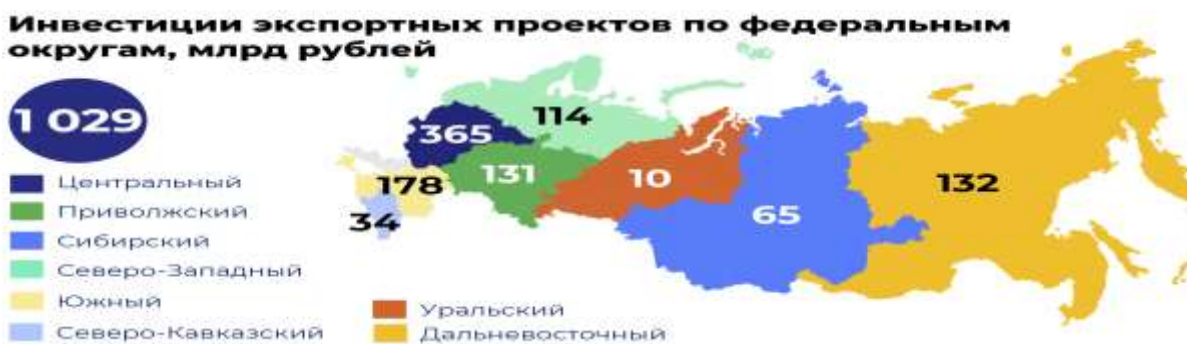 Инвестиции экспортных проектов по федеральным
округам, млрд рублей
1 029
Центральный
Приволжский
Сибирский
Северо-Западный
Южный
Северо-Кавказский
Уральский
Дальневосточный
365
114
131
178
34
10
65
132